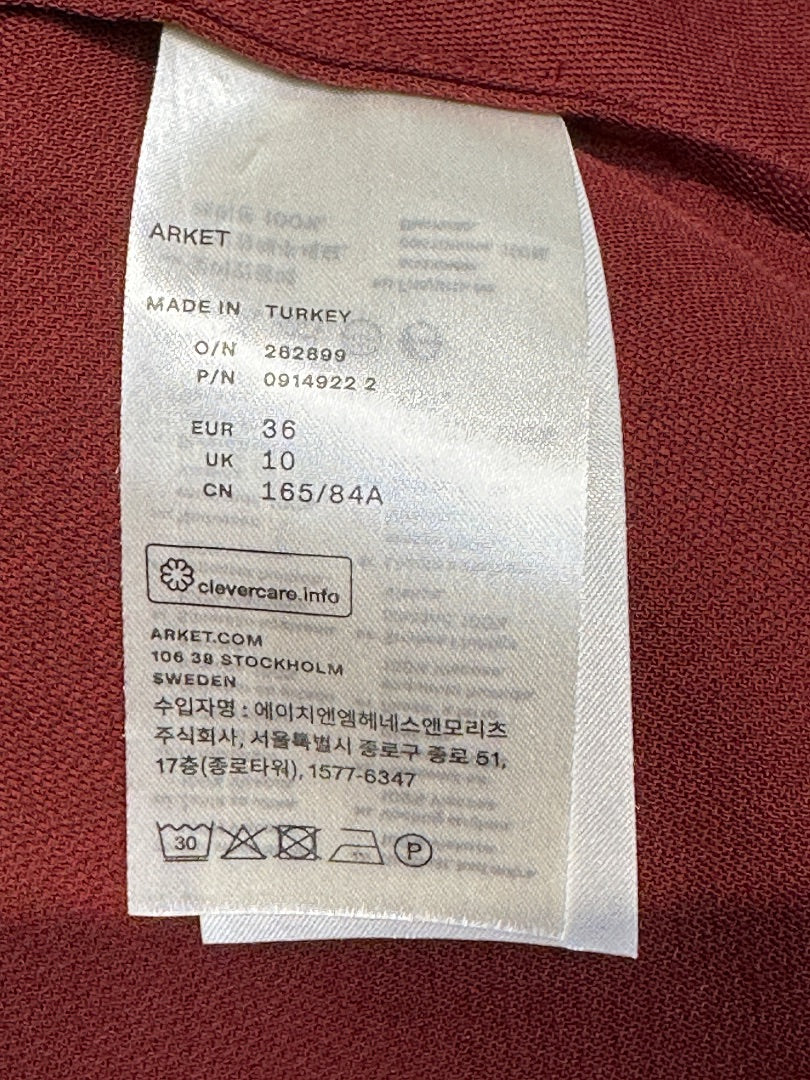 ARKET
MADE IN TURKEY
O/N 282899
P/N 0914922 2
EUR 36
UK 10
CN 165/84A
clevercare.info
ARKET.COM
106 38 STOCKHOLM
SWEDEN
수입자명 : 에이치엔엠헤네스앤모리츠
주식회사, 서울특별시 종로구 종로 51,
17층(종로타워), 1577-6347
30
P